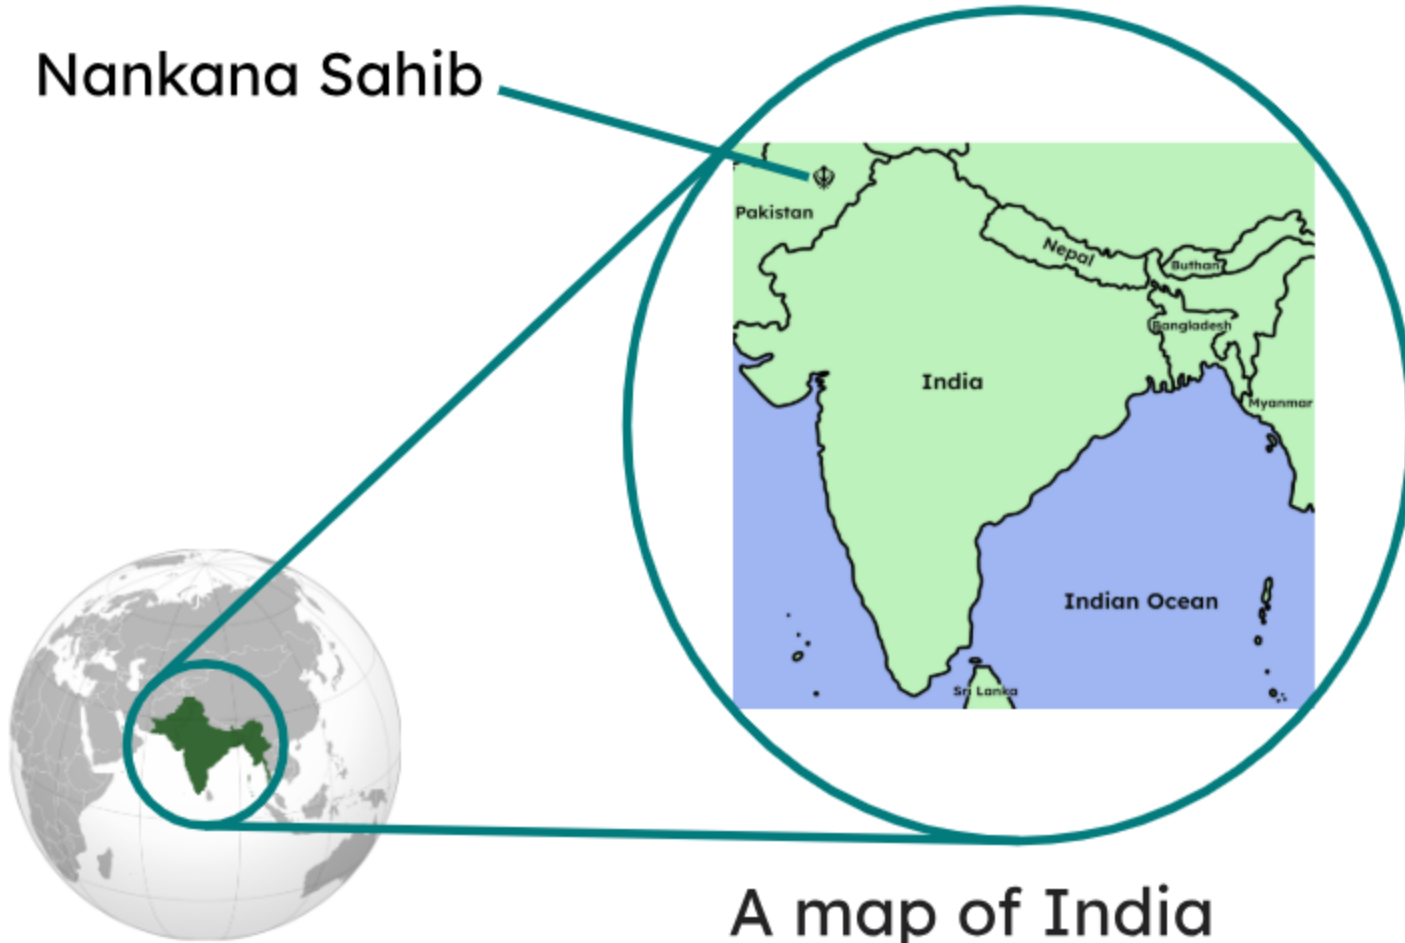 Nankana Sahib
Pakistan
Nepal
Buthan
Bangladesh
India
Myanmar
Indian Ocean
Sri Lanka
A map of India